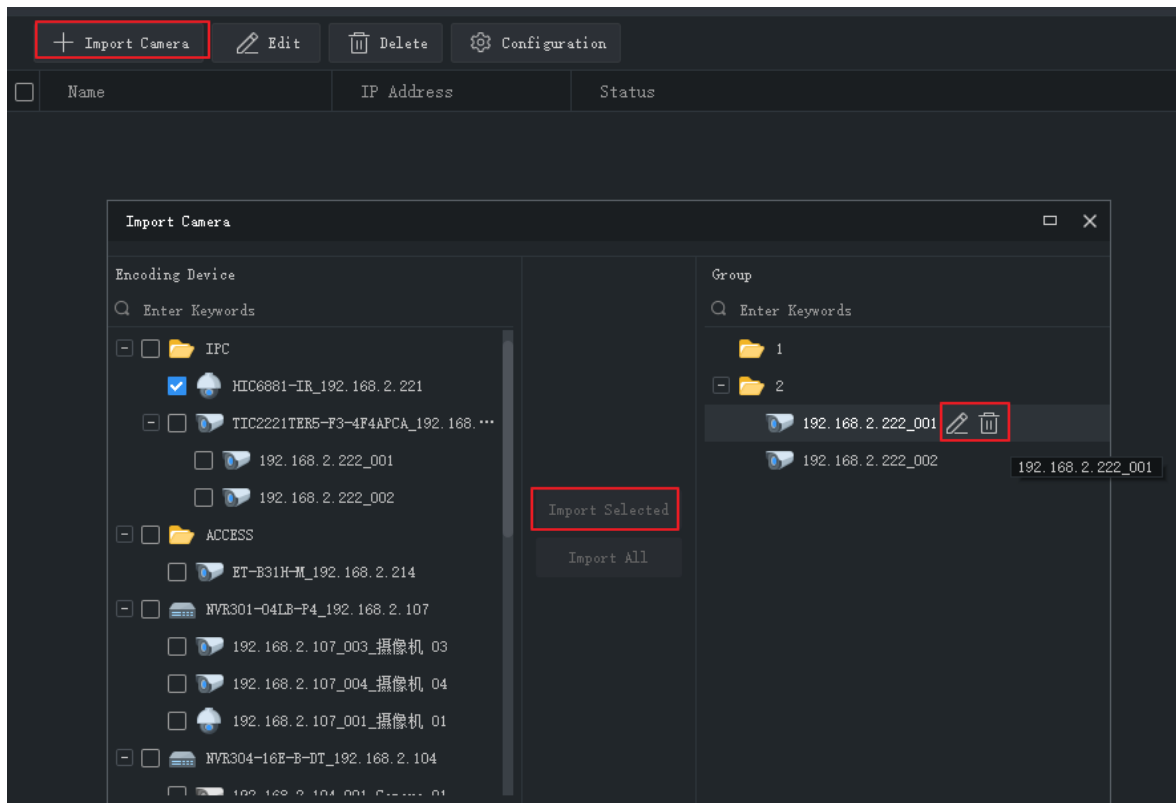 Import Camera Edit Delete Configuration
Name IP Address Status
Import Camera
Encoding Device Group
Enter Keywords Enter Keywords
IPC 1
HIC6881-IR_192.168.2.221 2
TIC2221TER5-F3-4F4APCA_192.168.··· 192.168.2.222_001
192.168.2.222_001 192.168.2.222_002 192.168.2.222_001
192.168.2.222_002
Import Selected
ACCESS
Import All
ET-B31H-M_192.168.2.214
NVR301-04LB-P4_192.168.2.107
192.168.2.107_003_摄像机 03
192.168.2.107_004_摄像机 04
192.168.2.107_001_摄像机 01
NVR304-16E-B-DT_192.168.2.104
192.168.2.104_001_Camera 01